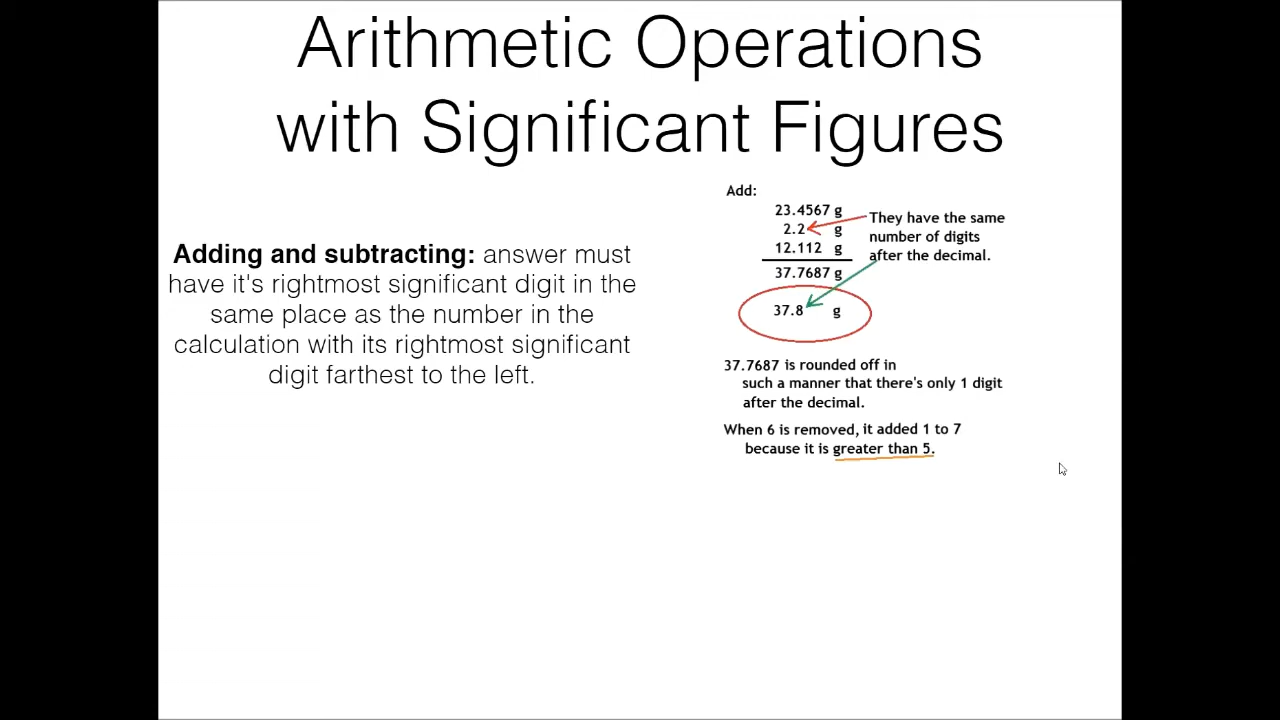 Arithmetic Operations
with Significant Figures
Adding and subtracting: answer must
have it's rightmost significant digit in the
same place as the number in the
calculation with its rightmost significant
digit farthest to the left.
Add:
23.4567 g
2.2 g
12.112 g
37.7687 g
37.8 g
They have the same
number of digits
after the decimal.
37.7687 is rounded off in
such a manner that there's only 1 digit
after the decimal.
When 6 is removed, it added 1 to 7
because it is greater than 5.